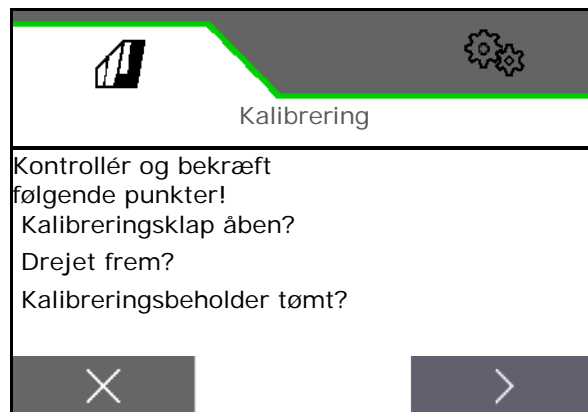 Kalibrering
Kontrollér og bekræft
følgende punkter!
Kalibreringsklap åben?
Drejet frem?
Kalibreringsbeholder tømt?